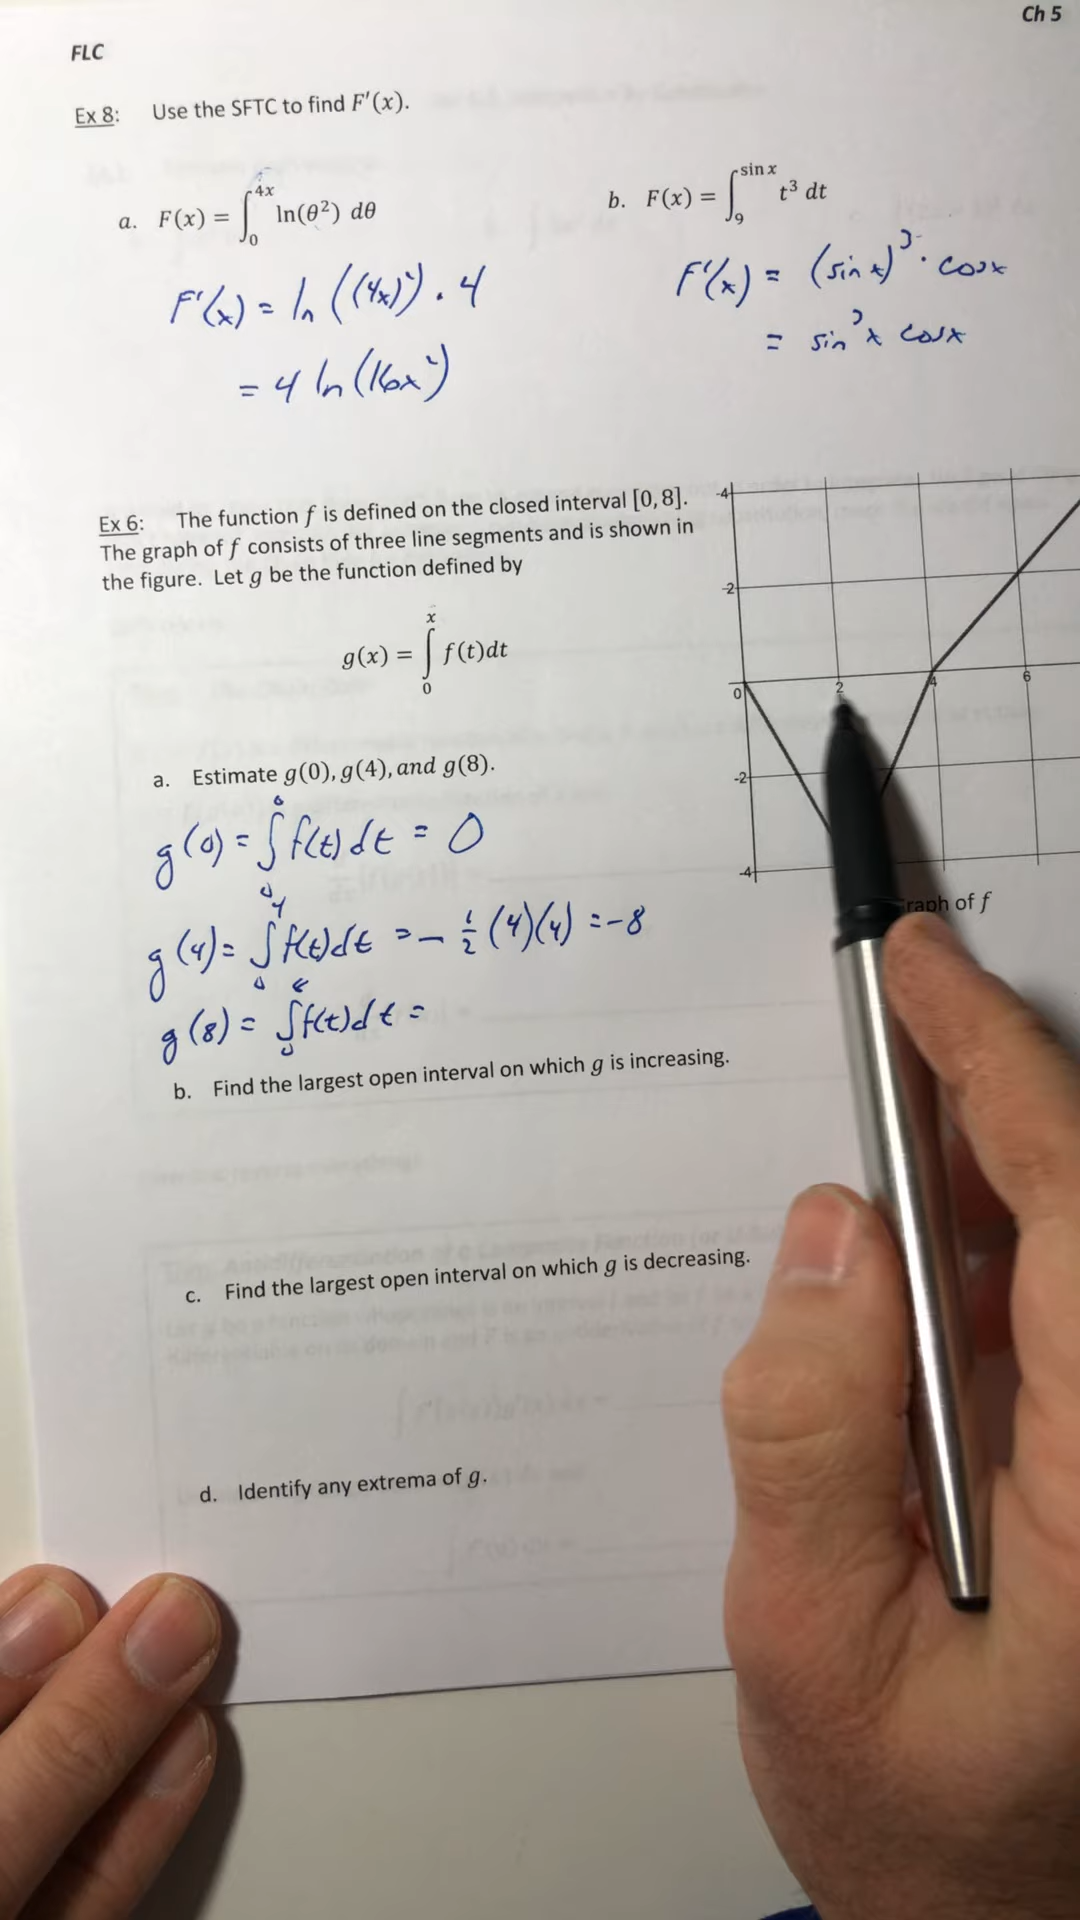 Ch 5
FLC
Ex 8: Use the SFTC to find F′(x).
a. F(x) = ∫₀^{4x} ln(θ²) dθ
b. F(x) = ∫₉^{sin x} t³ dt
F'(x) = ln((4x)²) · 4
= 4 ln(16x²)
F'(x) = (sin x)³ · cosx
= sin³x cosx
Ex 6: The function f is defined on the closed interval [0, 8].
The graph of f consists of three line segments and is shown in
the figure. Let g be the function defined by
g(x) = ∫₀^x f(t)dt
-4
-2
0 2 4 6
-2
-4
raph of f
a. Estimate g(0), g(4), and g(8).
g(0) = ∫₀⁰ f(t)dt = 0
g(4) = ∫₀⁴ f(t)dt = - 1/2 (4)(4) = -8
g(8) = ∫₀⁸ f(t)dt =
b. Find the largest open interval on which g is increasing.
c. Find the largest open interval on which g is decreasing.
d. Identify any extrema of g.